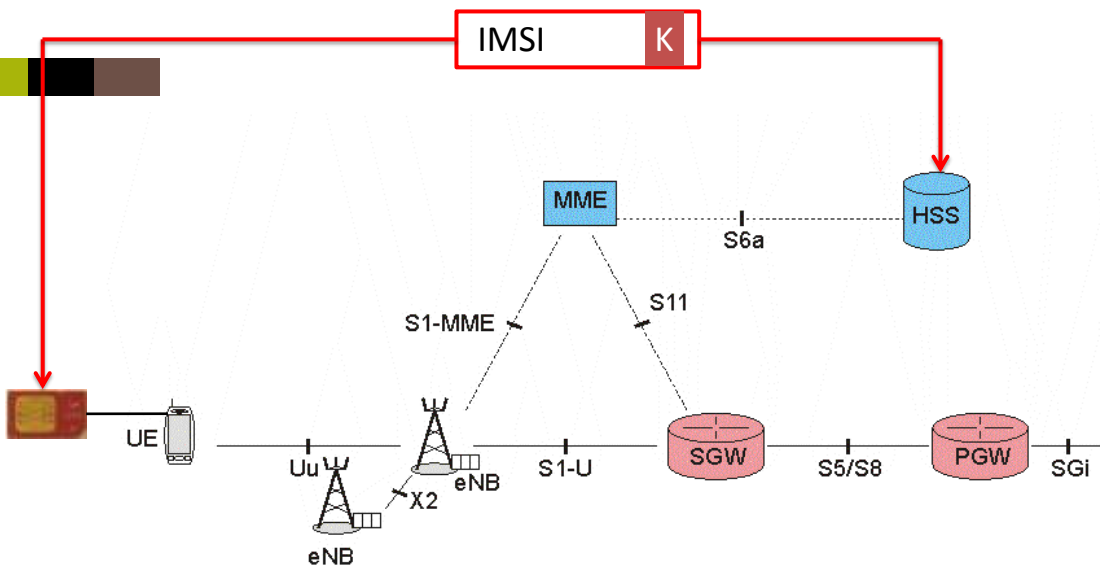 IMSI K
MME
HSS
S6a
S1-MME
S11
UE
Uu
eNB
S1-U
SGW
S5/S8
PGW
SGi
X2
eNB